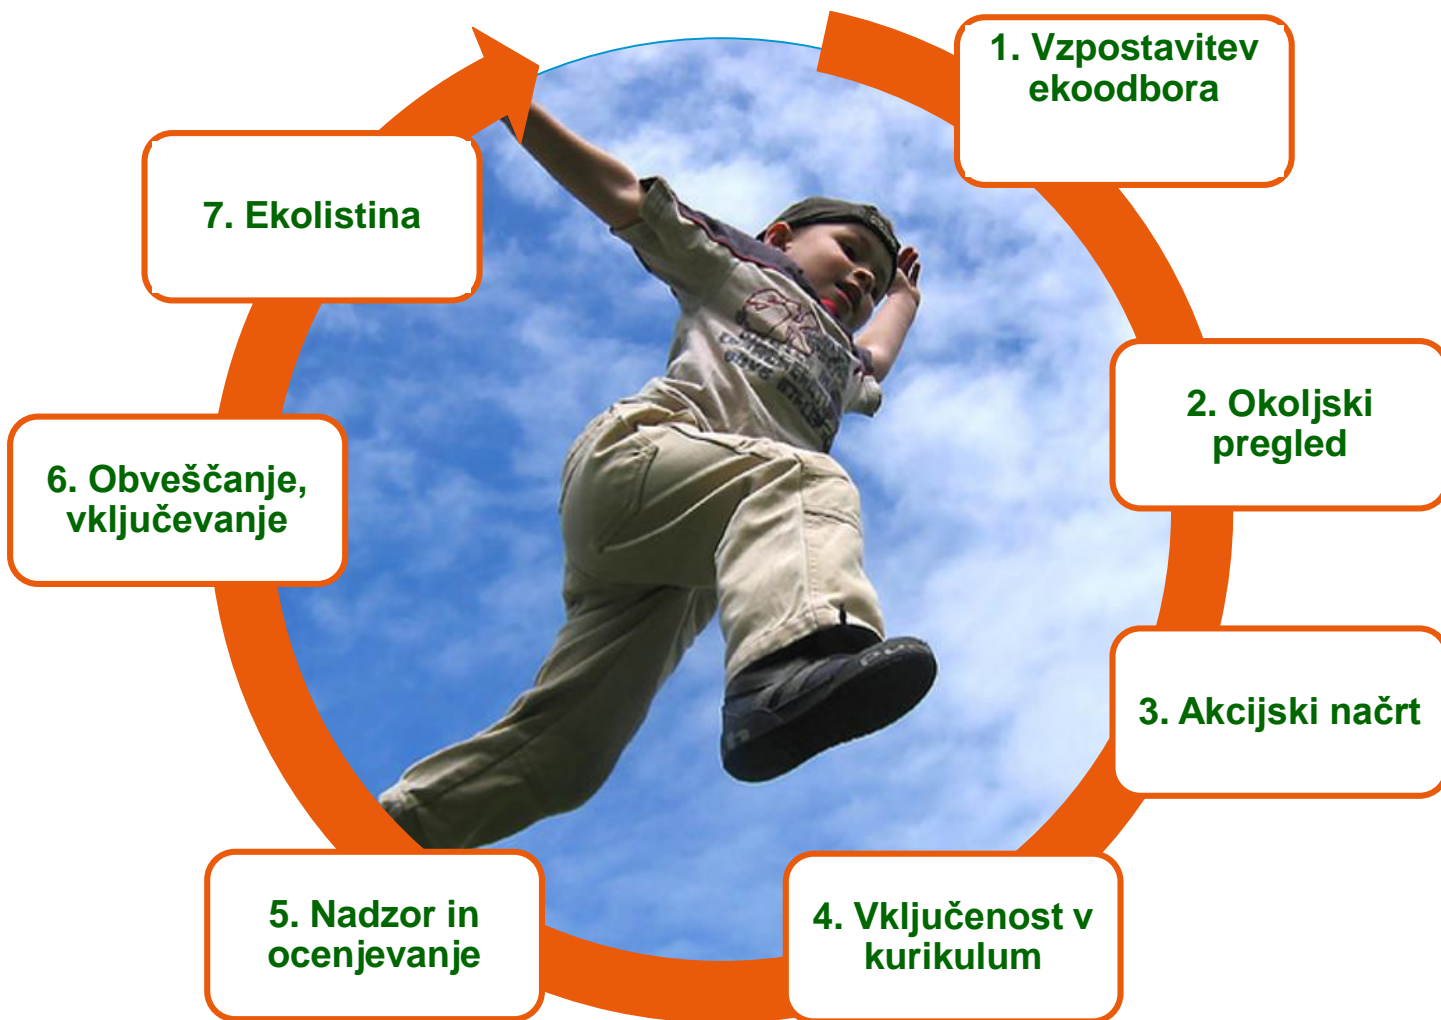 1. Vzpostavitev
ekoodbora
2. Okoljski
pregled
3. Akcijski načrt
4. Vključenost v
kurikulum
5. Nadzor in
ocenjevanje
6. Obveščanje,
vključevanje
7. Ekolistina